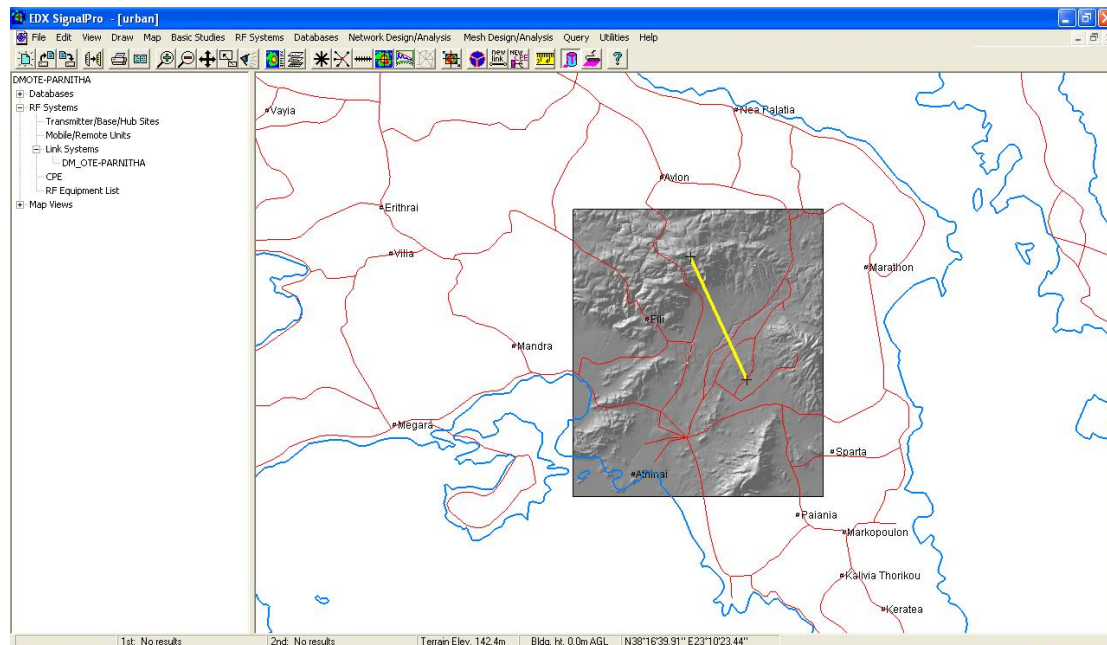 EDX SignalPro - [urban]
File Edit View Draw Map Basic Studies RF Systems Databases Network Design/Analysis Mesh Design/Analysis Query Utilities Help
new link NEW
DMOTE-PARNITHA
Databases
RF Systems
Transmitter/Base/Hub Sites
Mobile/Remote Units
Link Systems
DM_OTE-PARNITHA
CPE
RF Equipment List
Map Views
Vayia
Nea Palatia
Avlon
Erithrai
Vilia
Marathon
Fili
Mandra
Megara
Sparta
Athinai
Paiania
Markopoulon
Kalivia Thorikou
Keratea
1st: No results 2nd: No results Terrain Elev. 142.4m Bldg. ht. 0.0m AGL N38°16'39.91" E23°10'23.44"